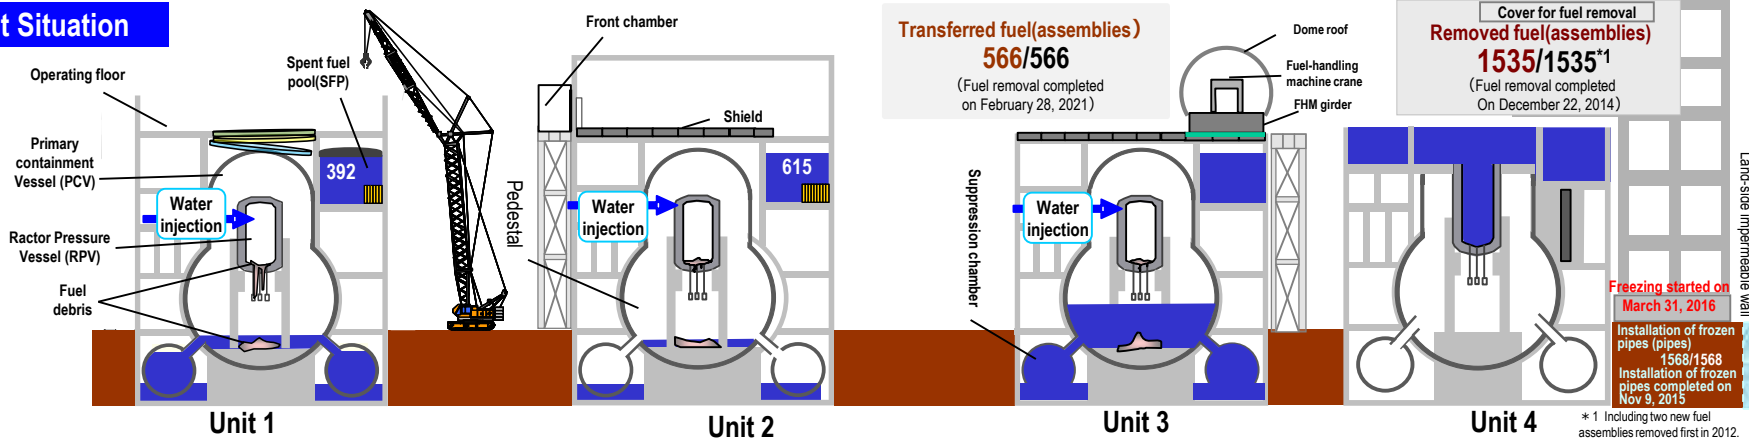 t Situation
Operating floor
Spent fuel
pool(SFP)
Primary
containment
Vessel (PCV)
392
Water
injection
Ractor Pressure
Vessel (RPV)
Fuel
debris
Unit 1
Front chamber
Shield
615
Water
injection
Pedestal
Unit 2
Transferred fuel(assemblies)
566/566
(Fuel removal completed
on February 28, 2021)
Dome roof
Fuel-handling
machine crane
FHM girder
Suppression chamber
Water
injection
Unit 3
Cover for fuel removal
Removed fuel(assemblies)
1535/1535*1
(Fuel removal completed
On December 22, 2014)
Unit 4
Land-side impermeable wall
Freezing started on
March 31, 2016
Installation of frozen
pipes (pipes)
1568/1568
Installation of frozen
pipes completed on
Nov 9, 2015
*1 Including two new fuel
assemblies removed first in 2012.